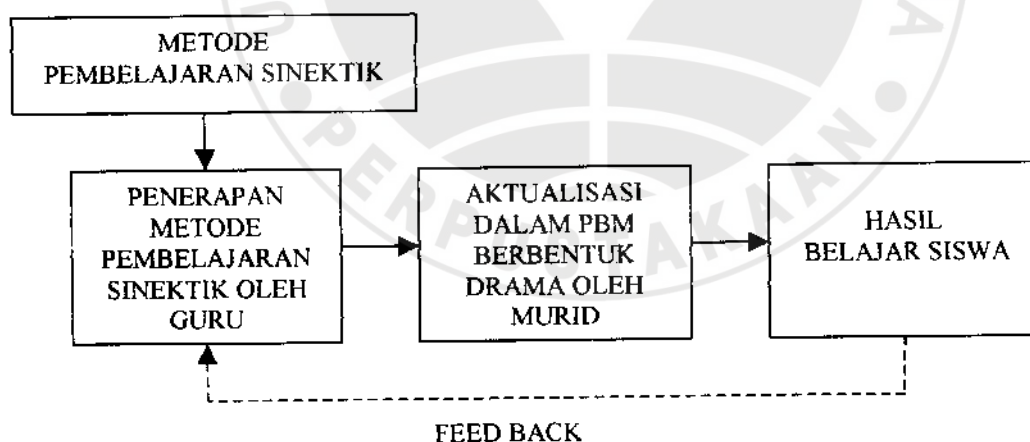 METODE
PEMBELAJARAN SINEKTIK
PENERAPAN
METODE
PEMBELAJARAN
SINEKTIK OLEH
GURU
AKTUALISASI
DALAM PBM
BERBENTUK
DRAMA OLEH
MURID
HASIL
BELAJAR SISWA
FEED BACK
PERPUSTAKAAN